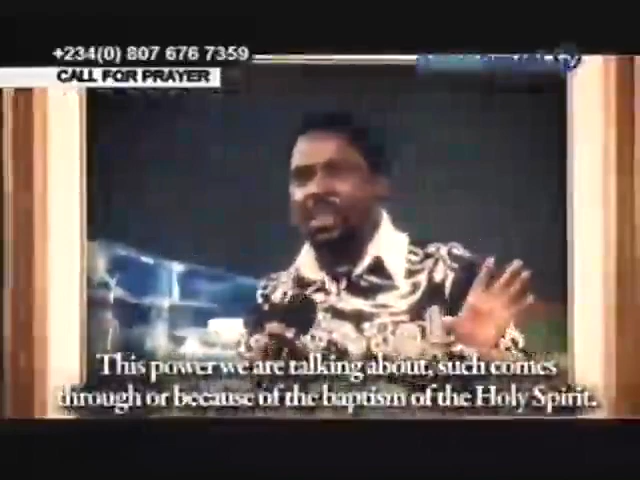 +234(0) 807 676 7359
CALL FOR PRAYER
This power we are talking about, such comes
through or because of the baptism of the Holy Spirit.